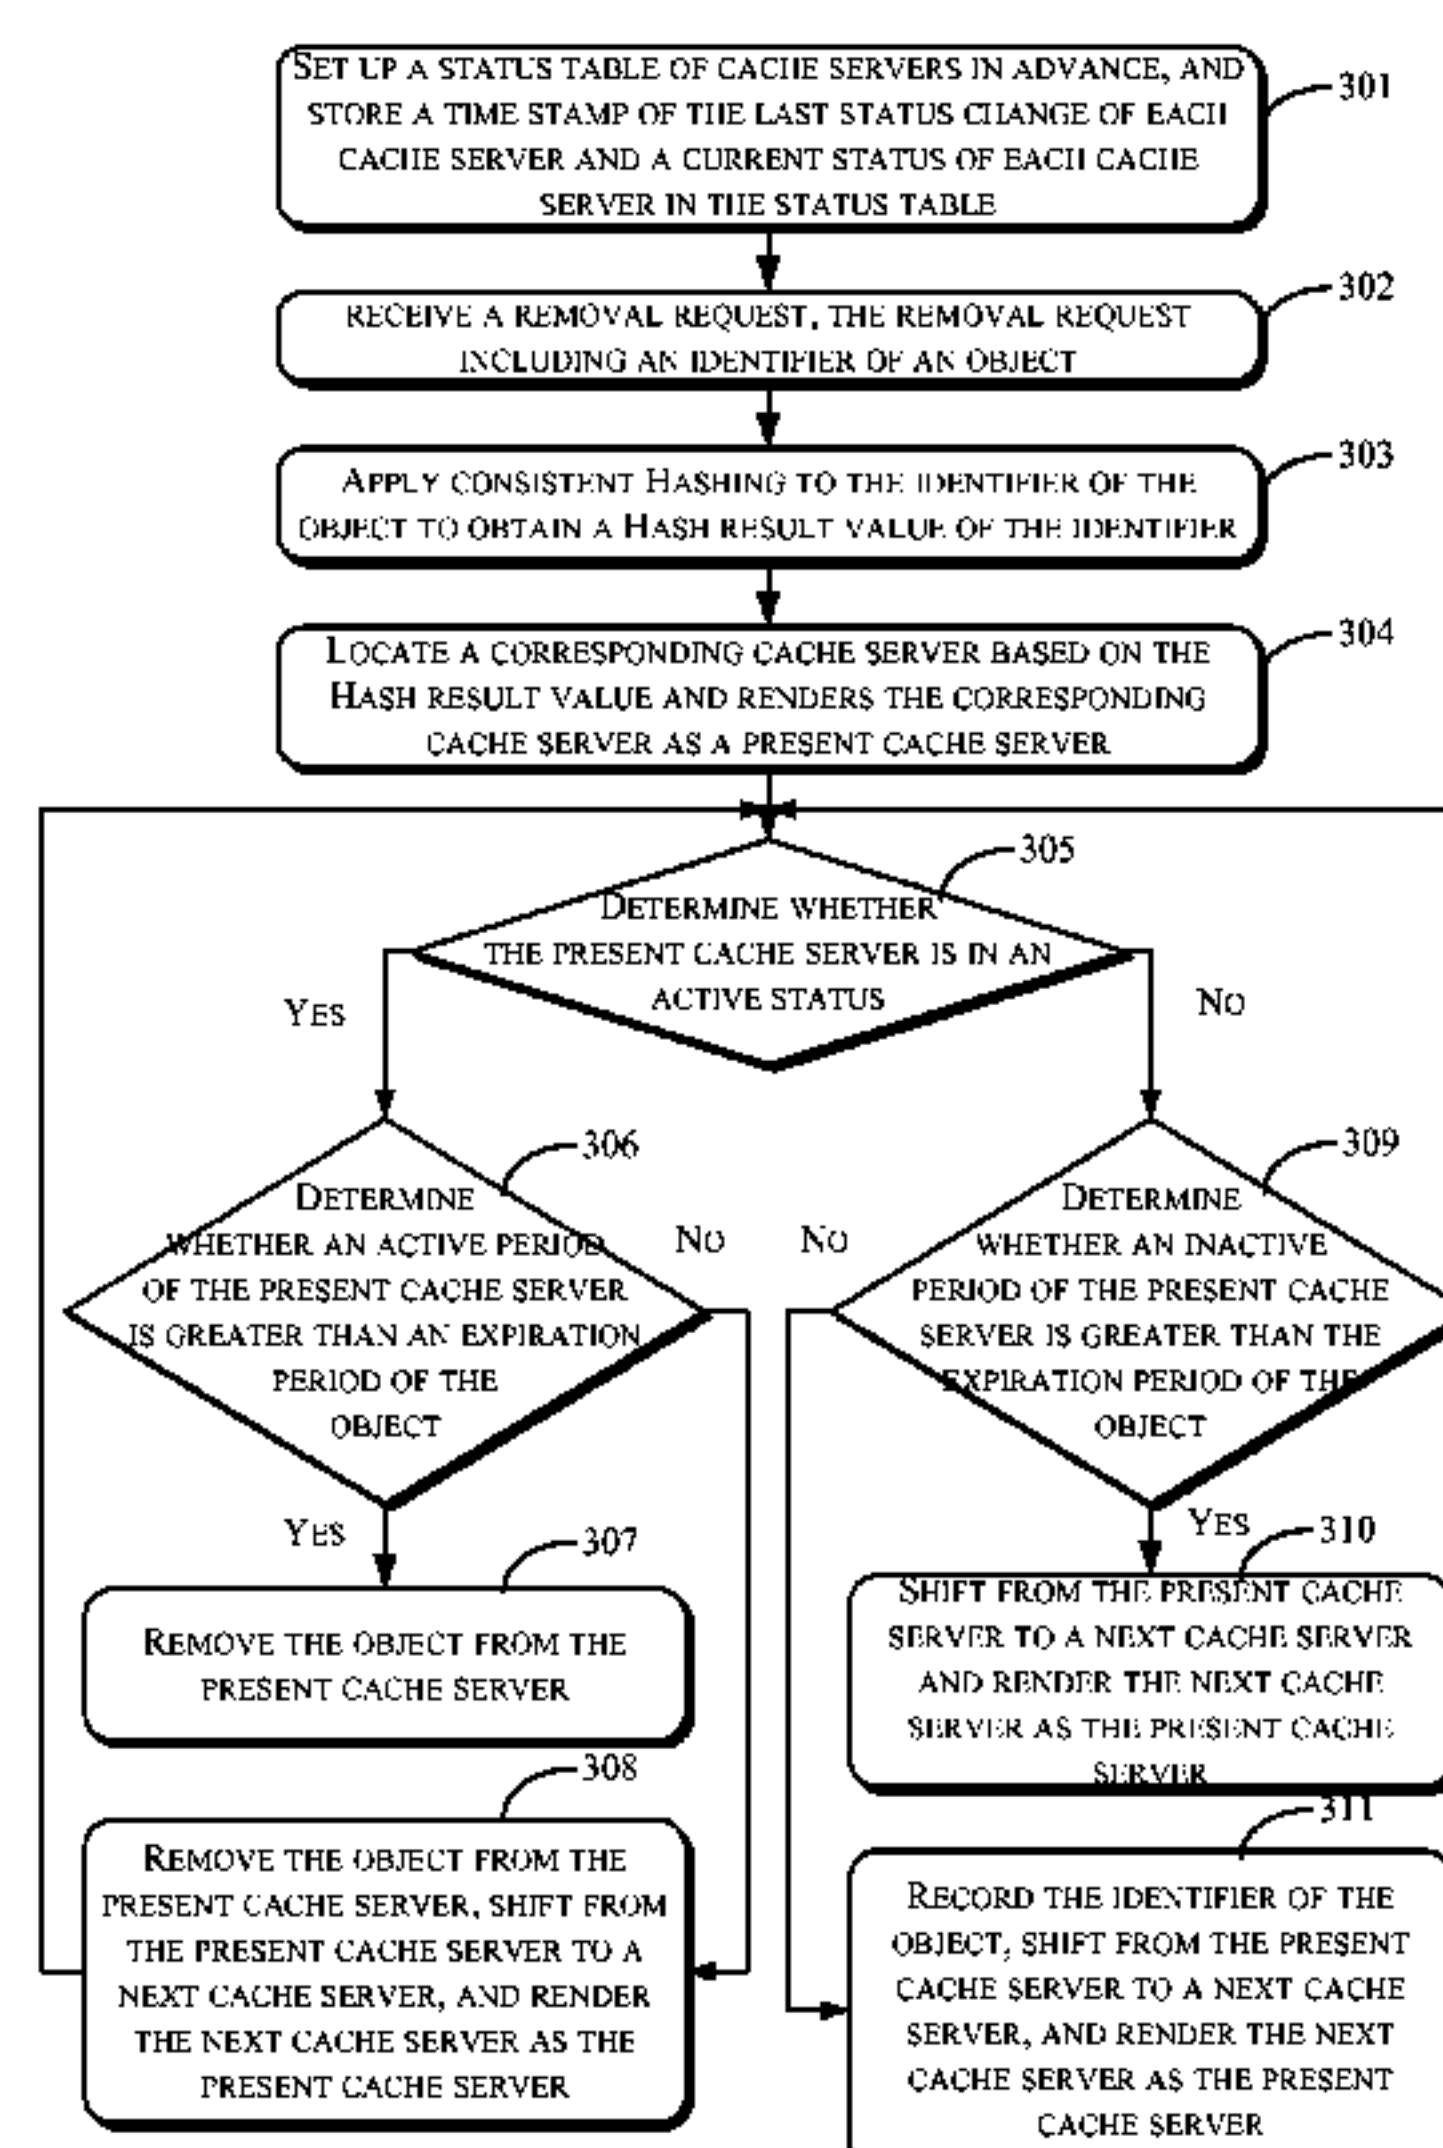 SET UP A STATUS TABLE OF CACHE SERVERS IN ADVANCE, AND
STORE A TIME STAMP OF THE LAST STATUS CHANGE OF EACH
CACHE SERVER AND A CURRENT STATUS OF EACH CACHE
SERVER IN THE STATUS TABLE
301
RECEIVE A REMOVAL REQUEST, THE REMOVAL REQUEST
INCLUDING AN IDENTIFIER OF AN OBJECT
302
APPLY CONSISTENT HASHING TO THE IDENTIFIER OF THE
OBJECT TO OBTAIN A HASH RESULT VALUE OF THE IDENTIFIER
303
LOCATE A CORRESPONDING CACHE SERVER BASED ON THE
HASH RESULT VALUE AND RENDERS THE CORRESPONDING
CACHE SERVER AS A PRESENT CACHE SERVER
304
305
DETERMINE WHETHER
THE PRESENT CACHE SERVER IS IN AN
ACTIVE STATUS
YES
NO
306
DETERMINE
WHETHER AN ACTIVE PERIOD
OF THE PRESENT CACHE SERVER
IS GREATER THAN AN EXPIRATION
PERIOD OF THE
OBJECT
NO
YES
309
DETERMINE
WHETHER AN INACTIVE
PERIOD OF THE PRESENT CACHE
SERVER IS GREATER THAN THE
EXPIRATION PERIOD OF THE
OBJECT
NO
YES
307
REMOVE THE OBJECT FROM THE
PRESENT CACHE SERVER
310
SHIFT FROM THE PRESENT CACHE
SERVER TO A NEXT CACHE SERVER
AND RENDER THE NEXT CACHE
SERVER AS THE PRESENT CACHE
SERVER
308
REMOVE THE OBJECT FROM THE
PRESENT CACHE SERVER, SHIFT FROM
THE PRESENT CACHE SERVER TO A
NEXT CACHE SERVER, AND RENDER
THE NEXT CACHE SERVER AS THE
PRESENT CACHE SERVER
311
RECORD THE IDENTIFIER OF THE
OBJECT, SHIFT FROM THE PRESENT
CACHE SERVER TO A NEXT CACHE
SERVER, AND RENDER THE NEXT
CACHE SERVER AS THE PRESENT
CACHE SERVER